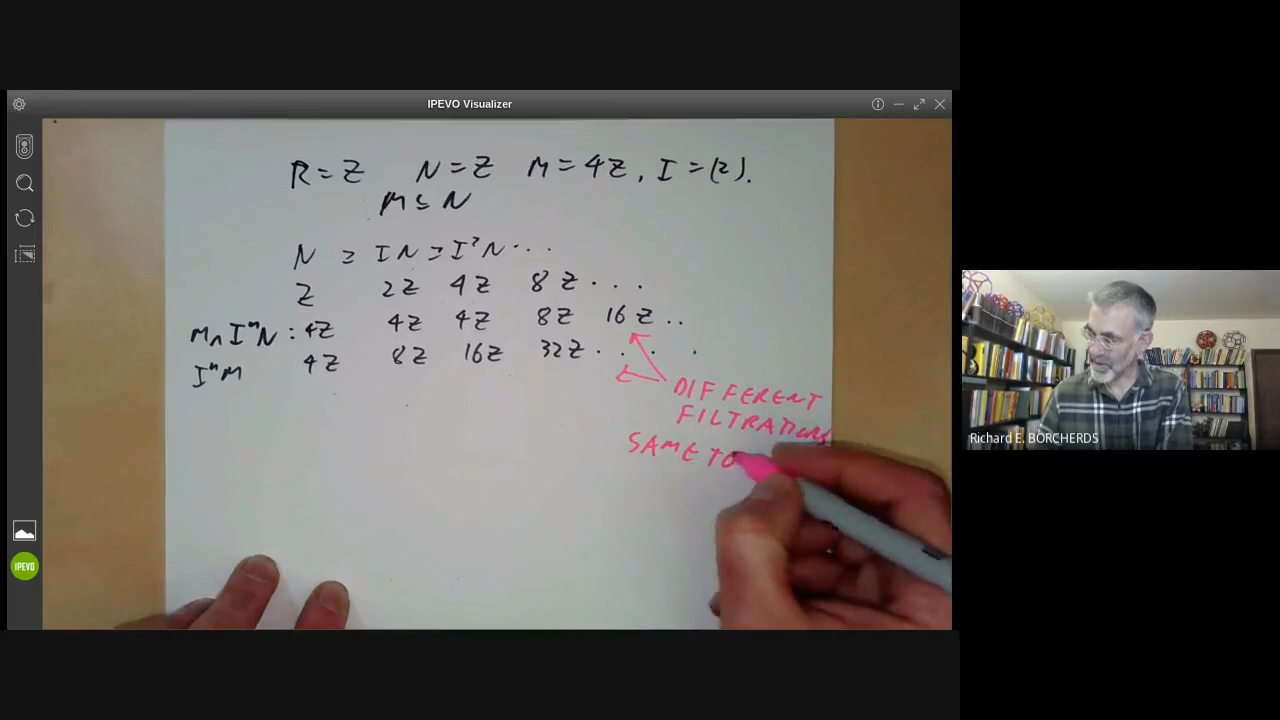 IPEVO Visualizer
R = Z N = Z M = 4Z, I = (2).
M ⊆ N
N ⊇ IN ⊇ I²N ...
Z 2Z 4Z 8Z ...
M ∩ IⁿN : 4Z 4Z 4Z 8Z 16Z ..
IⁿM 4Z 8Z 16Z 32Z ....
DIFFERENT
FILTRATIONS
SAME TO
Richard E. BORCHERDS
IPEVO